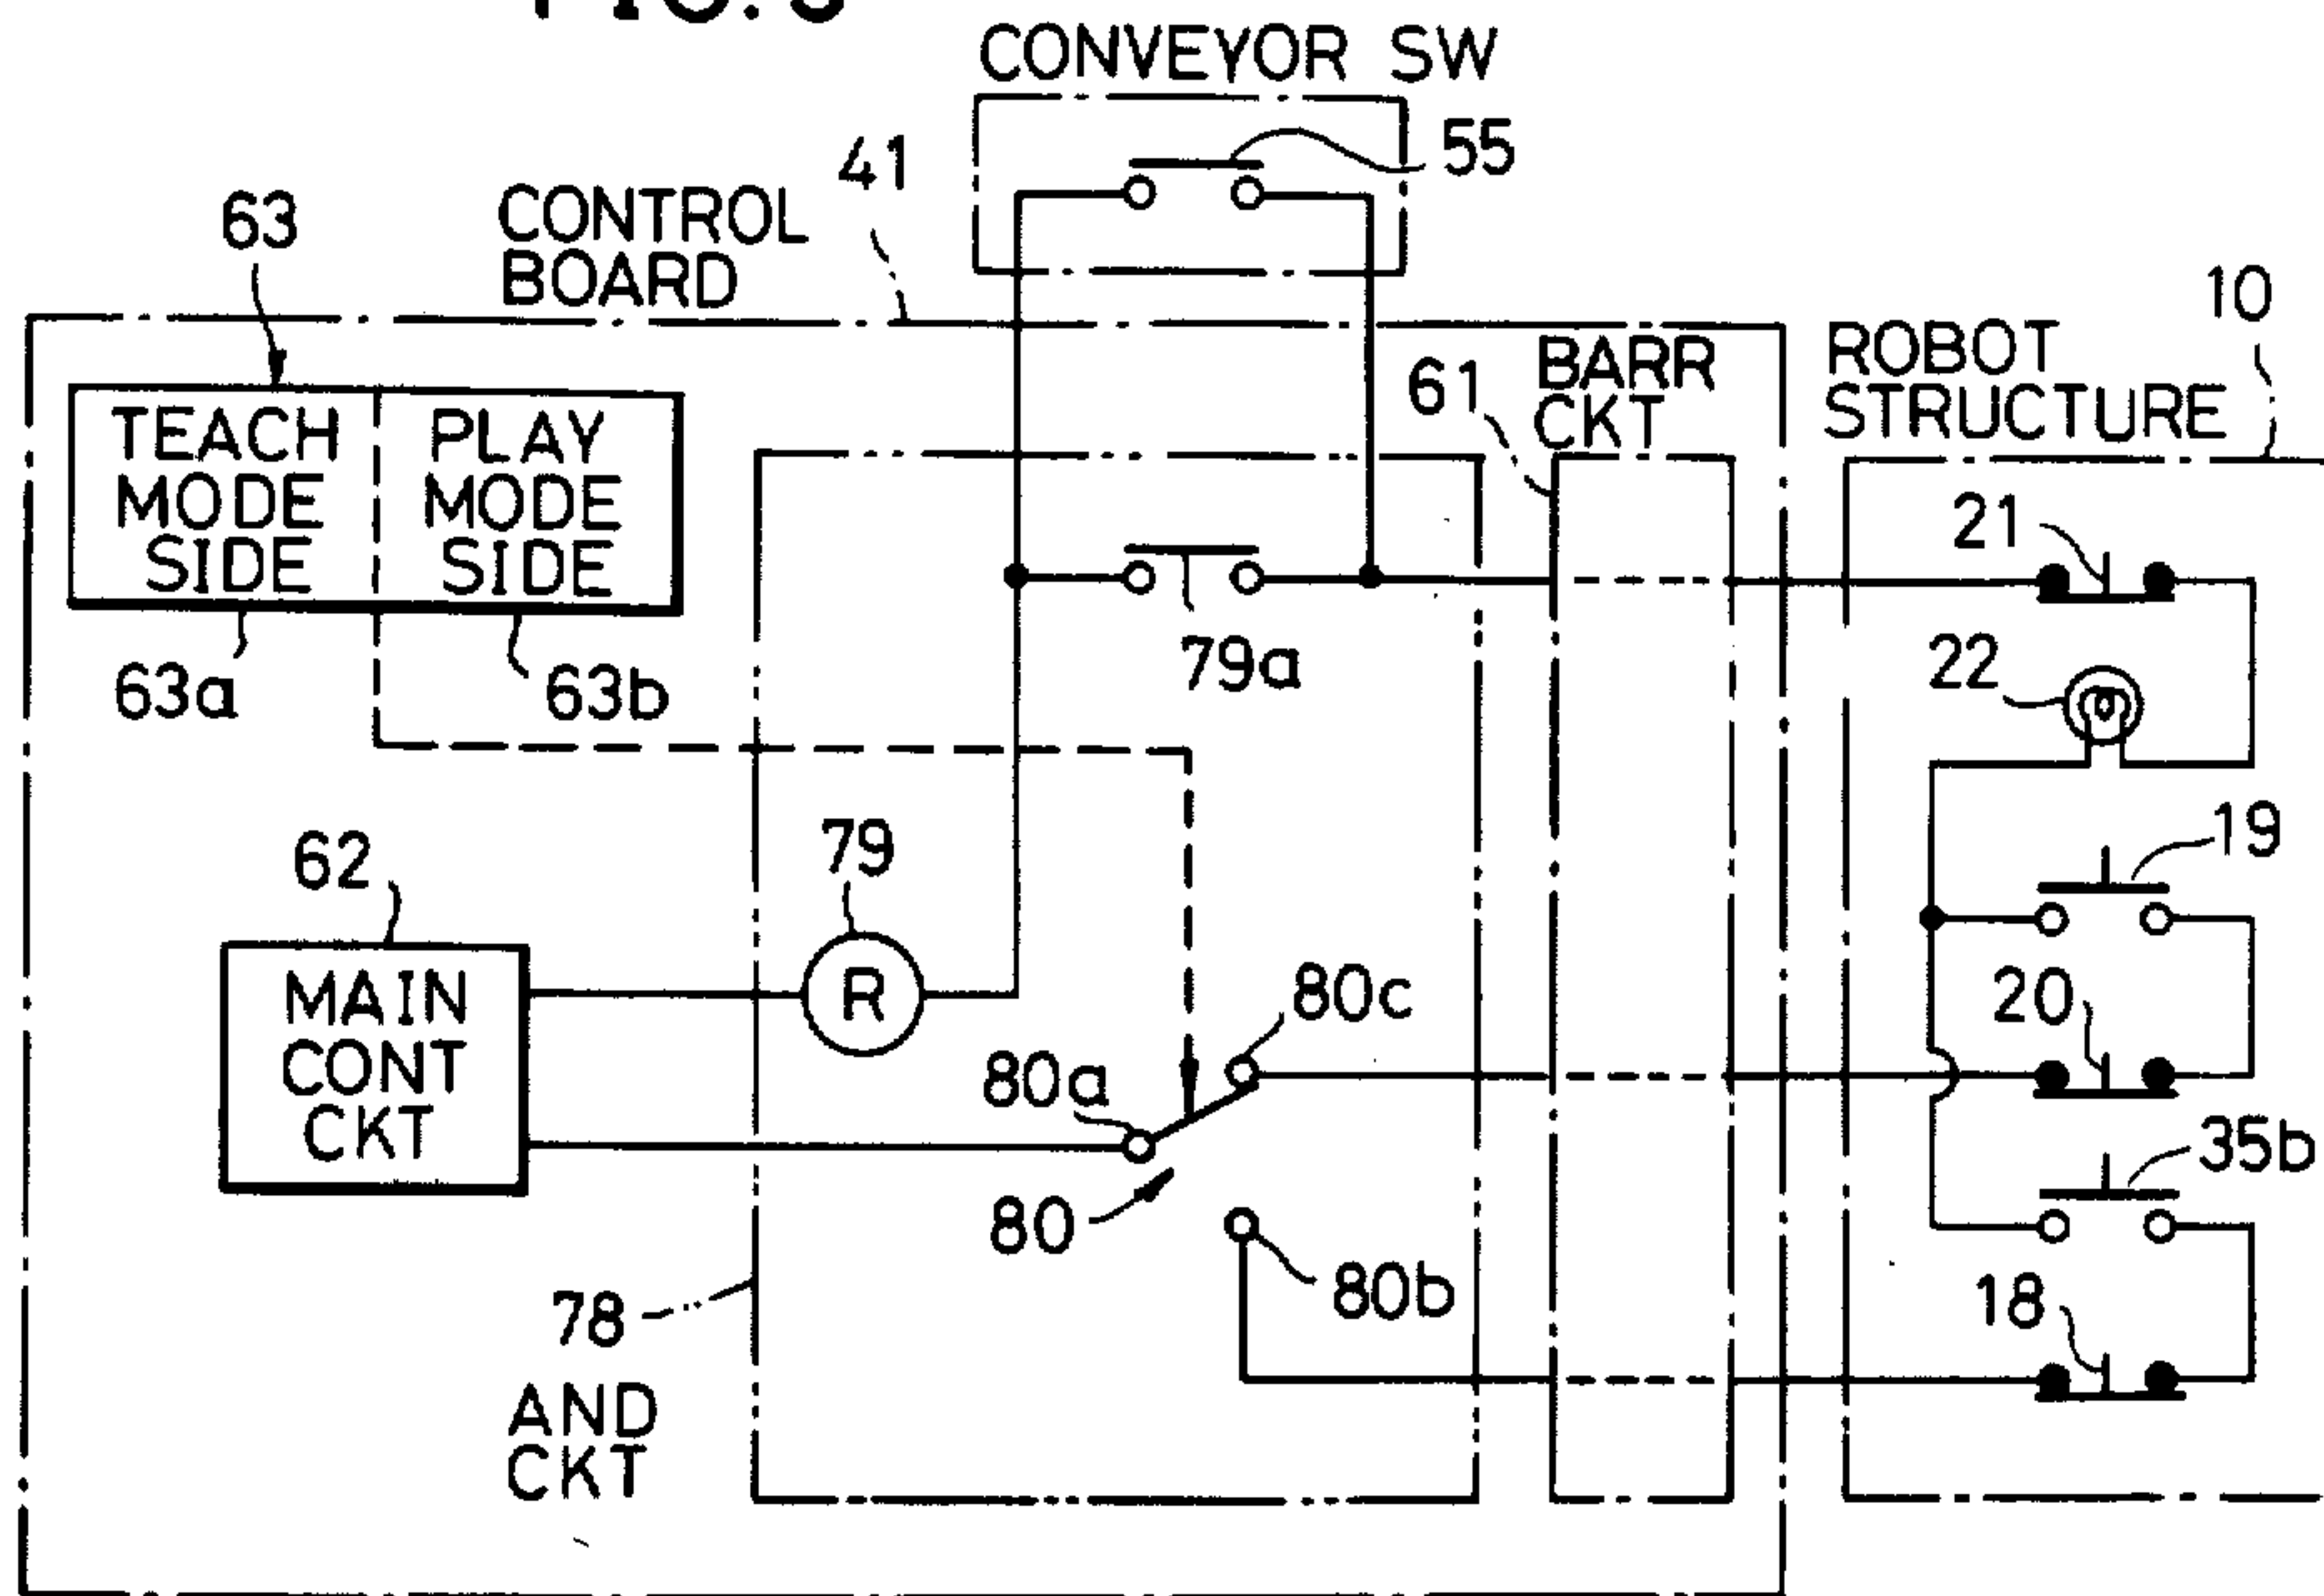 CONVEYOR SW
55
41
63
CONTROL
BOARD
10
61
BARR
CKT
ROBOT
STRUCTURE
TEACH
MODE
SIDE
PLAY
MODE
SIDE
21
79a
63a
63b
22
62
79
19
MAIN
CONT
CKT
R
80a
80c
20
35b
80
80b
78
AND
CKT
18